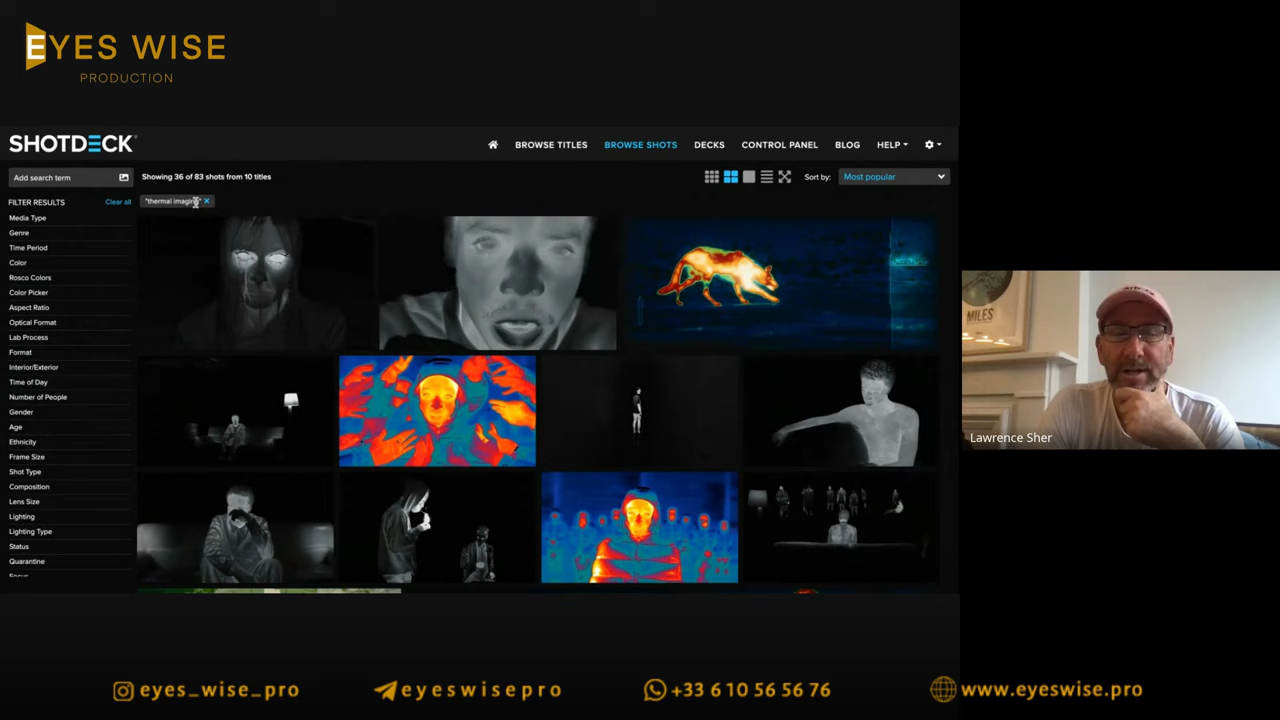 EYES WISE
PRODUCTION
SHOTDECK
BROWSE TITLES
BROWSE SHOTS
DECKS
CONTROL PANEL
BLOG
HELP
Add search term
Showing 36 of 83 shots from 10 titles
Sort by:
Most popular
FILTER RESULTS
Clear all
"thermal imaging"
Media Type
Genre
Time Period
Color
Rosco Colors
Color Picker
Aspect Ratio
Optical Format
Lab Process
Format
Interior/Exterior
Time of Day
Number of People
Gender
Age
Ethnicity
Frame Size
Shot Type
Composition
Lens Size
Lighting
Lighting Type
Status
Quarantine
MILES
Lawrence Sher
eyes_wise_pro
eyeswisepro
+33 6 10 56 56 76
www.eyeswise.pro